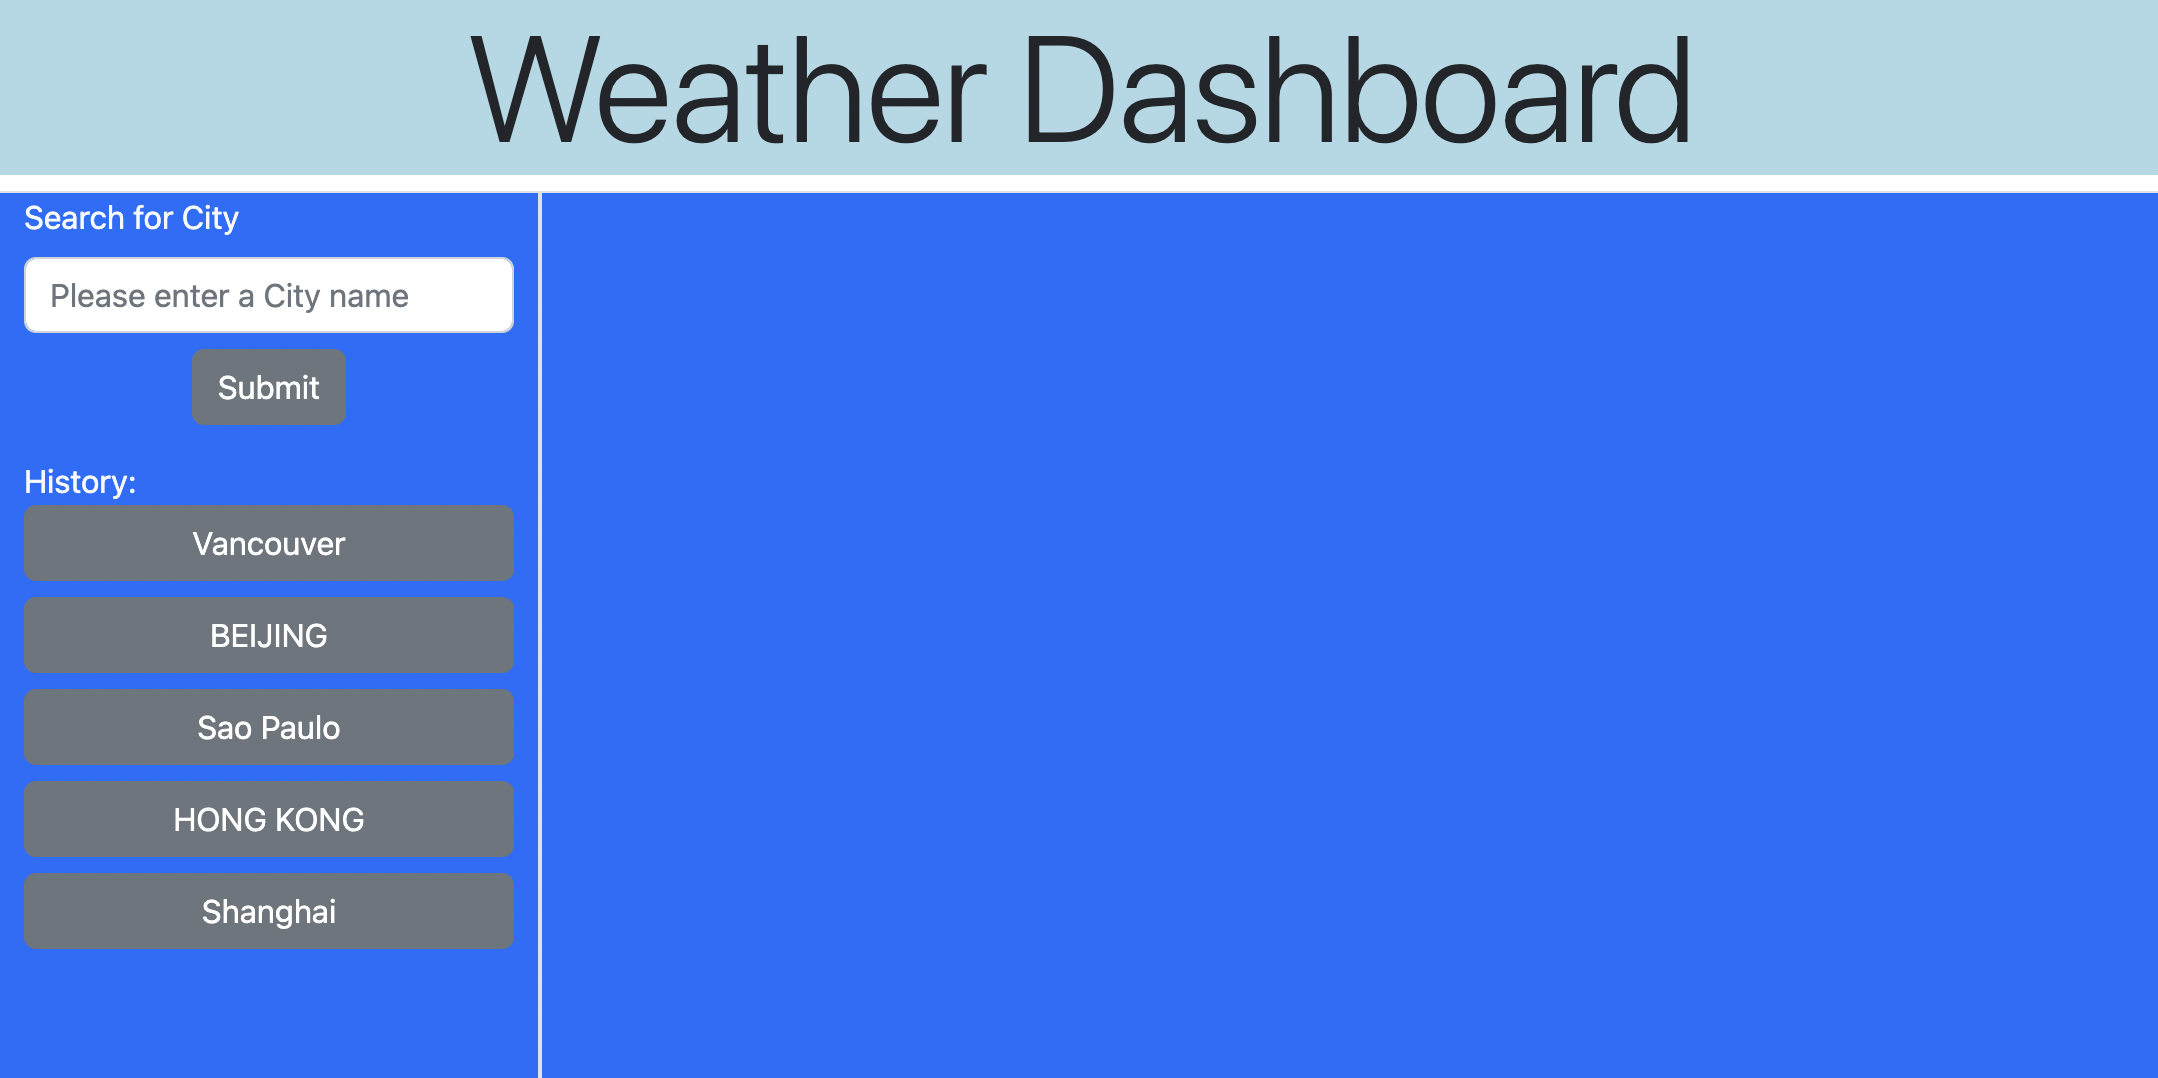 Weather Dashboard
Search for City
Please enter a City name
Submit
History:
Vancouver
BEIJING
Sao Paulo
HONG KONG
Shanghai